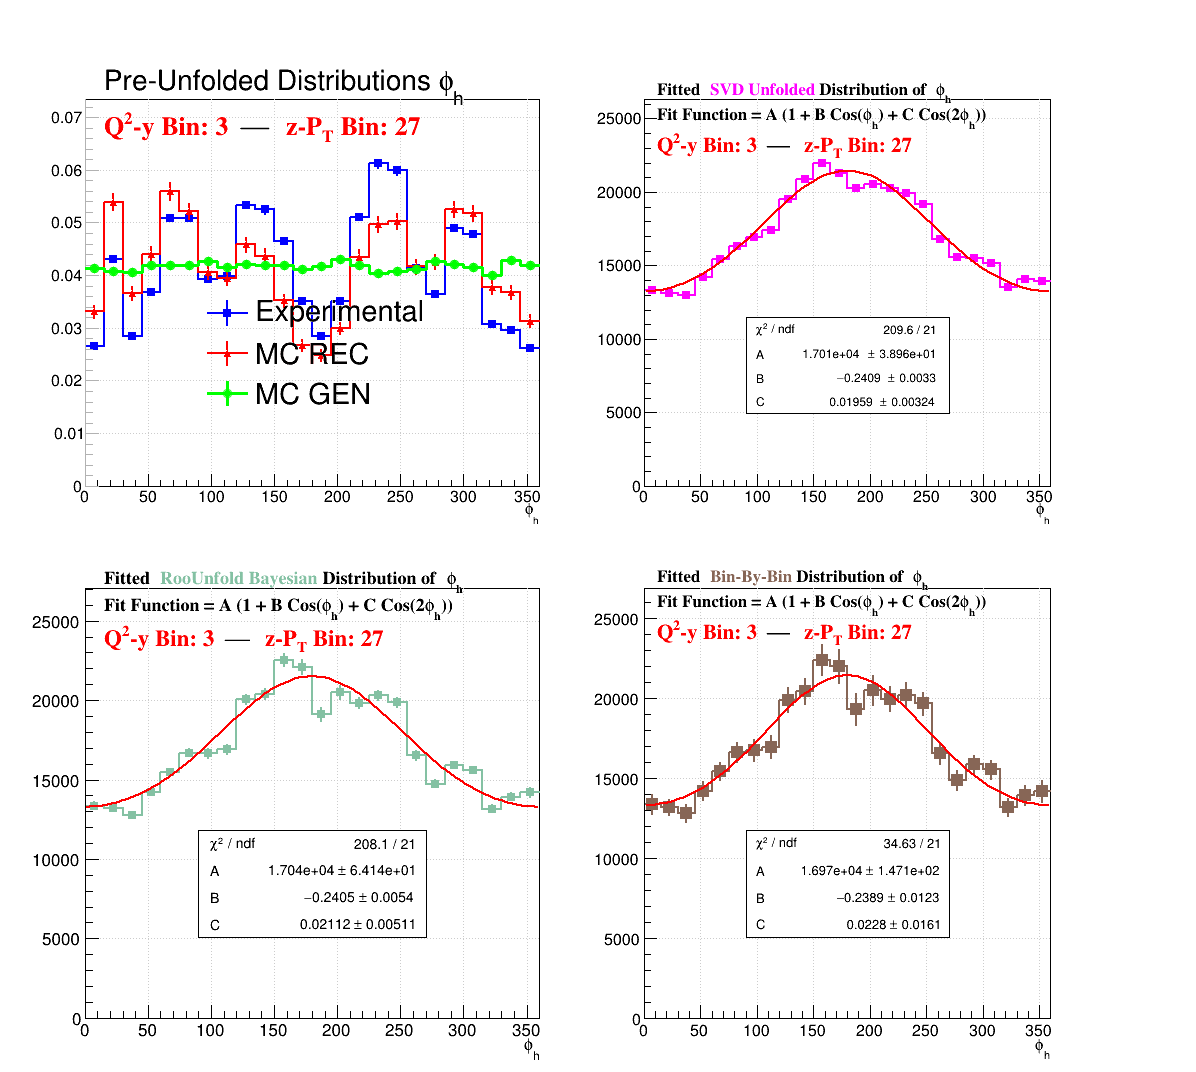 Pre-Unfolded Distributions ϕh
Q²-y Bin: 3 — z-PT Bin: 27
0.07
0.06
0.05
0.04
0.03
0.02
0.01
0
Experimental
MC REC
MC GEN
0 50 100 150 200 250 300 350
ϕh
Fitted SVD Unfolded Distribution of ϕh
Fit Function = A (1 + B Cos(ϕh) + C Cos(2ϕh))
Q²-y Bin: 3 — z-PT Bin: 27
25000
20000
15000
10000
5000
0
χ² / ndf 209.6 / 21
A 1.701e+04 ± 3.896e+01
B −0.2409 ± 0.0033
C 0.01959 ± 0.00324
0 50 100 150 200 250 300 350
ϕh
Fitted RooUnfold Bayesian Distribution of ϕh
Fit Function = A (1 + B Cos(ϕh) + C Cos(2ϕh))
Q²-y Bin: 3 — z-PT Bin: 27
25000
20000
15000
10000
5000
0
χ² / ndf 208.1 / 21
A 1.704e+04 ± 6.414e+01
B −0.2405 ± 0.0054
C 0.02112 ± 0.00511
0 50 100 150 200 250 300 350
ϕh
Fitted Bin-By-Bin Distribution of ϕh
Fit Function = A (1 + B Cos(ϕh) + C Cos(2ϕh))
Q²-y Bin: 3 — z-PT Bin: 27
25000
20000
15000
10000
5000
0
χ² / ndf 34.63 / 21
A 1.697e+04 ± 1.471e+02
B −0.2389 ± 0.0123
C 0.0228 ± 0.0161
0 50 100 150 200 250 300 350
ϕh